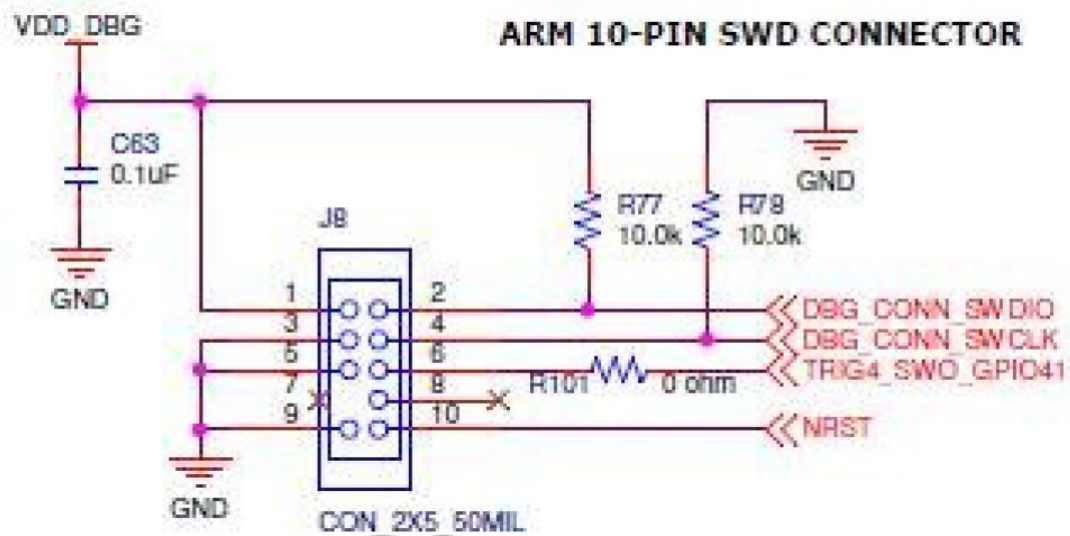 VDD_DBG
ARM 10-PIN SWD CONNECTOR
C63
0.1uF
GND
GND
R77
10.0k
R78
10.0k
J8
GND
1
2
3
4
5
6
7
8
9
10
DBG_CONN_SWDIO
DBG_CONN_SWCLK
R101
0 ohm
TRIG4_SWO_GPIO41
NRST
GND
CON_2X5_50MIL